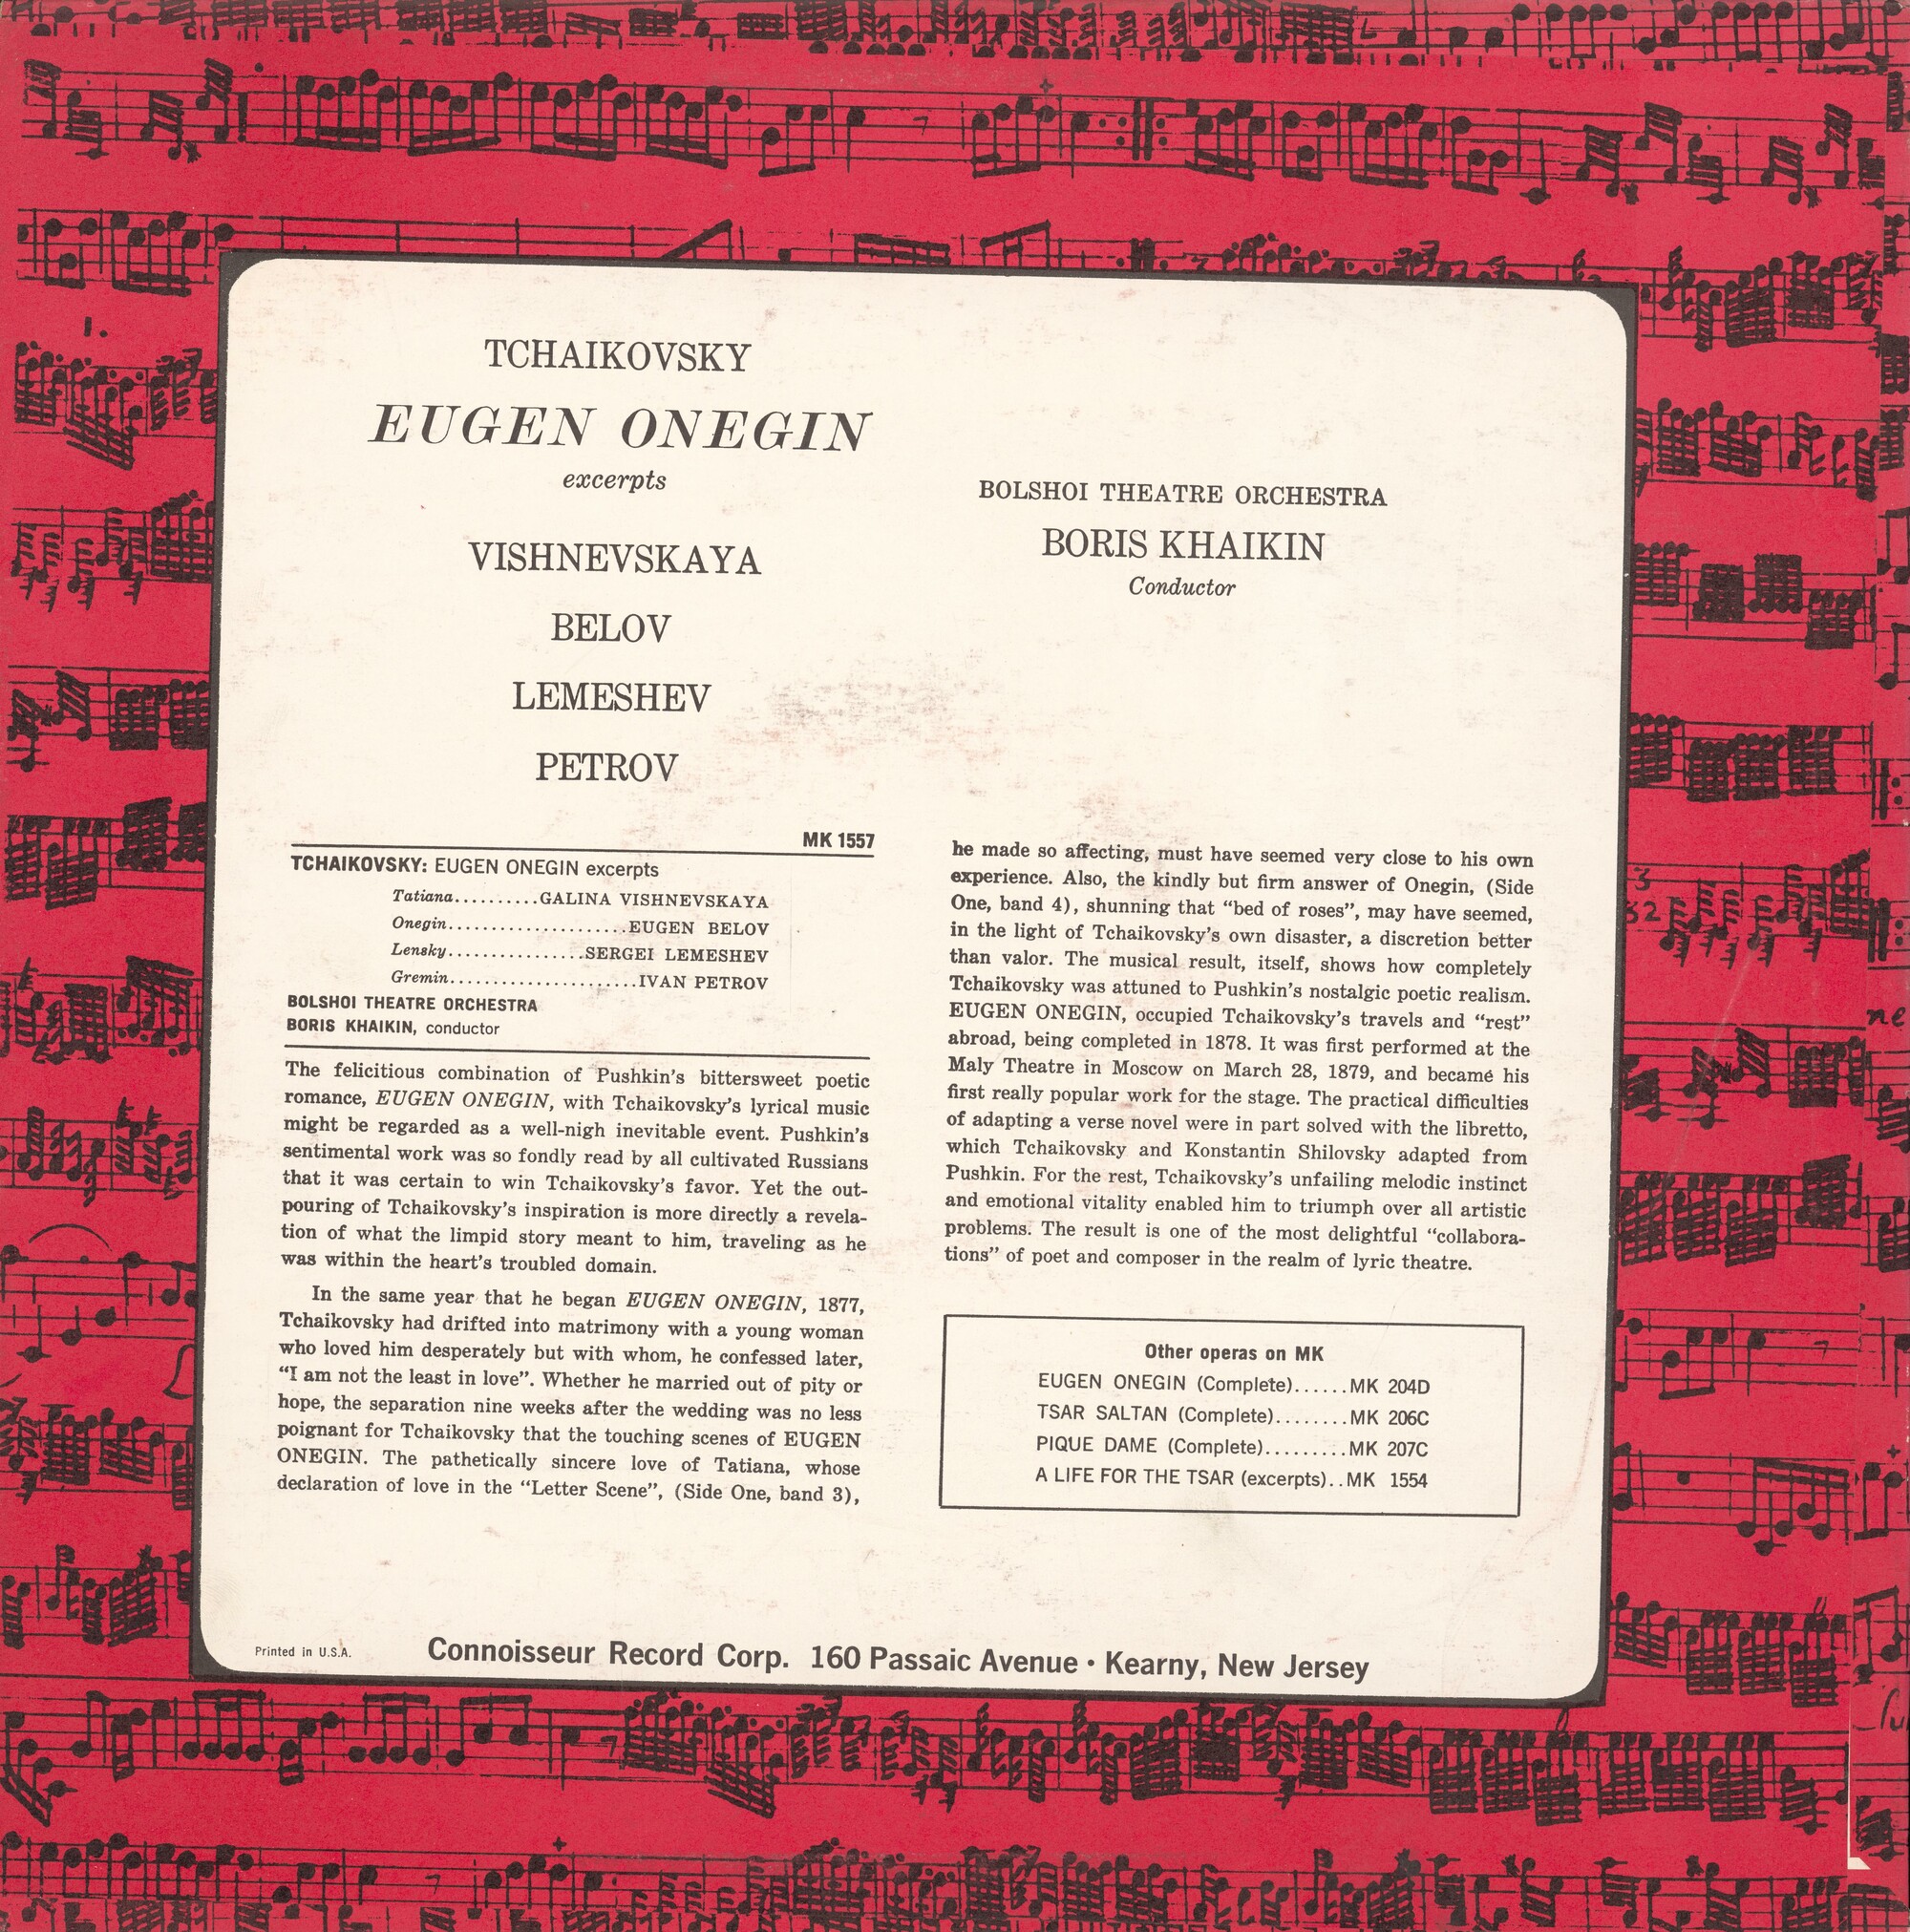 TCHAIKOVSKY
EUGEN ONEGIN
excerpts
VISHNEVSKAYA
BELOV
LEMESHEV
PETROV
BOLSHOI THEATRE ORCHESTRA
BORIS KHAIKIN
Conductor
MK 1557
TCHAIKOVSKY: EUGEN ONEGIN excerpts
Tatiana..........GALINA VISHNEVSKAYA
Onegin.....................EUGEN BELOV
Lensky................SERGEI LEMESHEV
Gremin......................IVAN PETROV
BOLSHOI THEATRE ORCHESTRA
BORIS KHAIKIN, conductor
The felicitious combination of Pushkin's bittersweet poetic
romance, EUGEN ONEGIN, with Tchaikovsky's lyrical music
might be regarded as a well-nigh inevitable event. Pushkin's
sentimental work was so fondly read by all cultivated Russians
that it was certain to win Tchaikovsky's favor. Yet the out-
pouring of Tchaikovsky's inspiration is more directly a revela-
tion of what the limpid story meant to him, traveling as he
was within the heart's troubled domain.
In the same year that he began EUGEN ONEGIN, 1877,
Tchaikovsky had drifted into matrimony with a young woman
who loved him desperately but with whom, he confessed later,
“I am not the least in love”. Whether he married out of pity or
hope, the separation nine weeks after the wedding was no less
poignant for Tchaikovsky that the touching scenes of EUGEN
ONEGIN. The pathetically sincere love of Tatiana, whose
declaration of love in the “Letter Scene”, (Side One, band 3),
he made so affecting, must have seemed very close to his own
experience. Also, the kindly but firm answer of Onegin, (Side
One, band 4), shunning that “bed of roses”, may have seemed,
in the light of Tchaikovsky's own disaster, a discretion better
than valor. The musical result, itself, shows how completely
Tchaikovsky was attuned to Pushkin's nostalgic poetic realism.
EUGEN ONEGIN, occupied Tchaikovsky's travels and “rest”
abroad, being completed in 1878. It was first performed at the
Maly Theatre in Moscow on March 28, 1879, and became his
first really popular work for the stage. The practical difficulties
of adapting a verse novel were in part solved with the libretto,
which Tchaikovsky and Konstantin Shilovsky adapted from
Pushkin. For the rest, Tchaikovsky's unfailing melodic instinct
and emotional vitality enabled him to triumph over all artistic
problems. The result is one of the most delightful “collabora-
tions” of poet and composer in the realm of lyric theatre.
Other operas on MK
EUGEN ONEGIN (Complete)......MK 204D
TSAR SALTAN (Complete)........MK 206C
PIQUE DAME (Complete).........MK 207C
A LIFE FOR THE TSAR (excerpts)..MK 1554
Printed in U.S.A.
Connoisseur Record Corp. 160 Passaic Avenue • Kearny, New Jersey